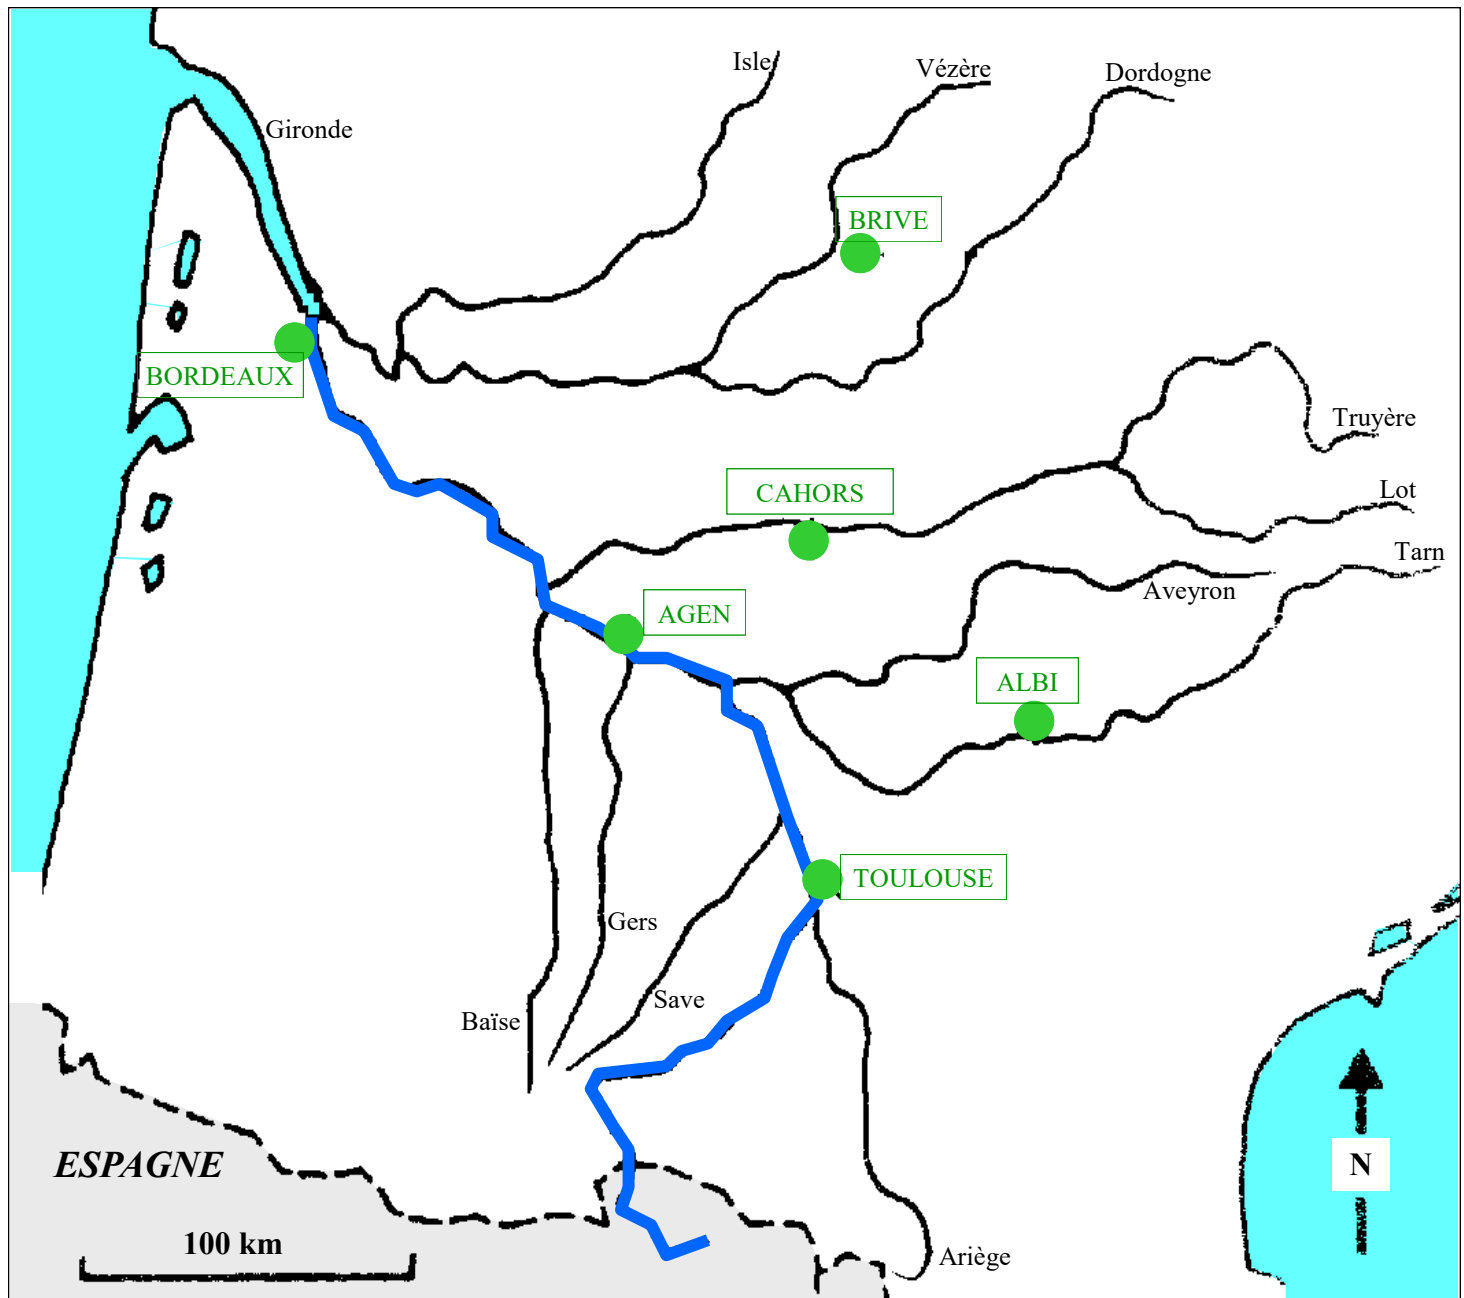 Isle
Vézère
Dordogne
Gironde
BRIVE
BORDEAUX
Truyère
CAHORS
Lot
Tarn
Aveyron
AGEN
ALBI
TOULOUSE
Gers
Save
Baïse
ESPAGNE
N
100 km
Ariège